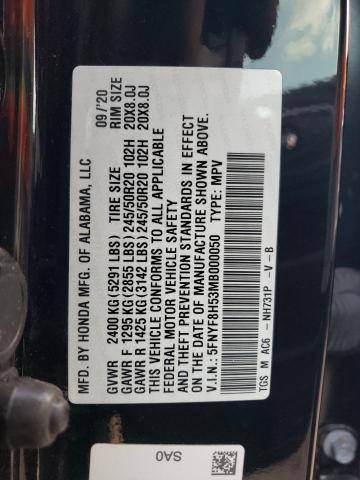 MFD. BY HONDA MFG. OF ALABAMA, LLC 09/'20
GVWR 2400 KG(5291 LBS) TIRE SIZE RIM SIZE
GAWR F 1295 KG(2855 LBS) 245/50R20 102H 20X8.0J
GAWR R 1425 KG(3142 LBS) 245/50R20 102H 20X8.0J
THIS VEHICLE CONFORMS TO ALL APPLICABLE
FEDERAL MOTOR VEHICLE SAFETY
AND THEFT PREVENTION STANDARDS IN EFFECT
ON THE DATE OF MANUFACTURE SHOWN ABOVE.
V.I.N.: 5FNYF8H53MB000050 TYPE: MPV
TGS M AC6 - NH731P -V-B
SA0